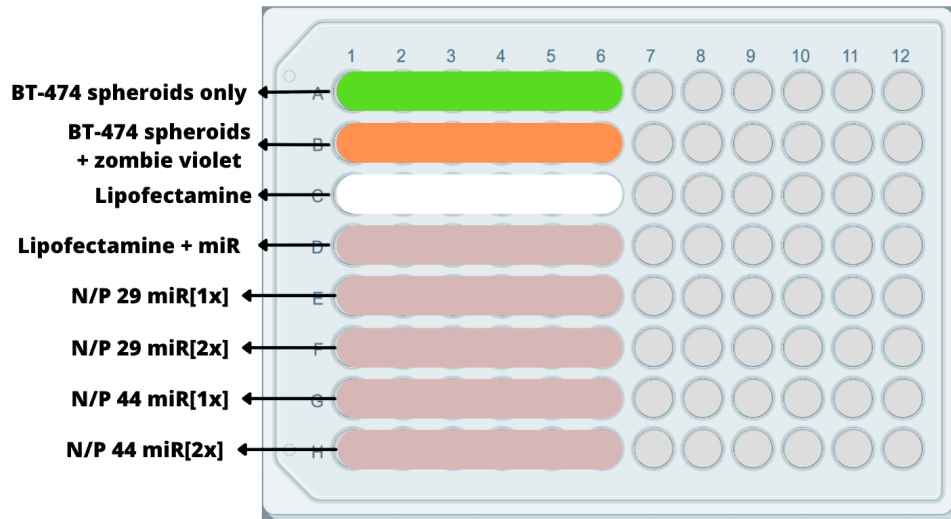 1 2 3 4 5 6 7 8 9 10 11 12
BT-474 spheroids only A
BT-474 spheroids
+ zombie violet B
Lipofectamine C
Lipofectamine + miR D
N/P 29 miR[1x] E
N/P 29 miR[2x] F
N/P 44 miR[1x] G
N/P 44 miR[2x] H